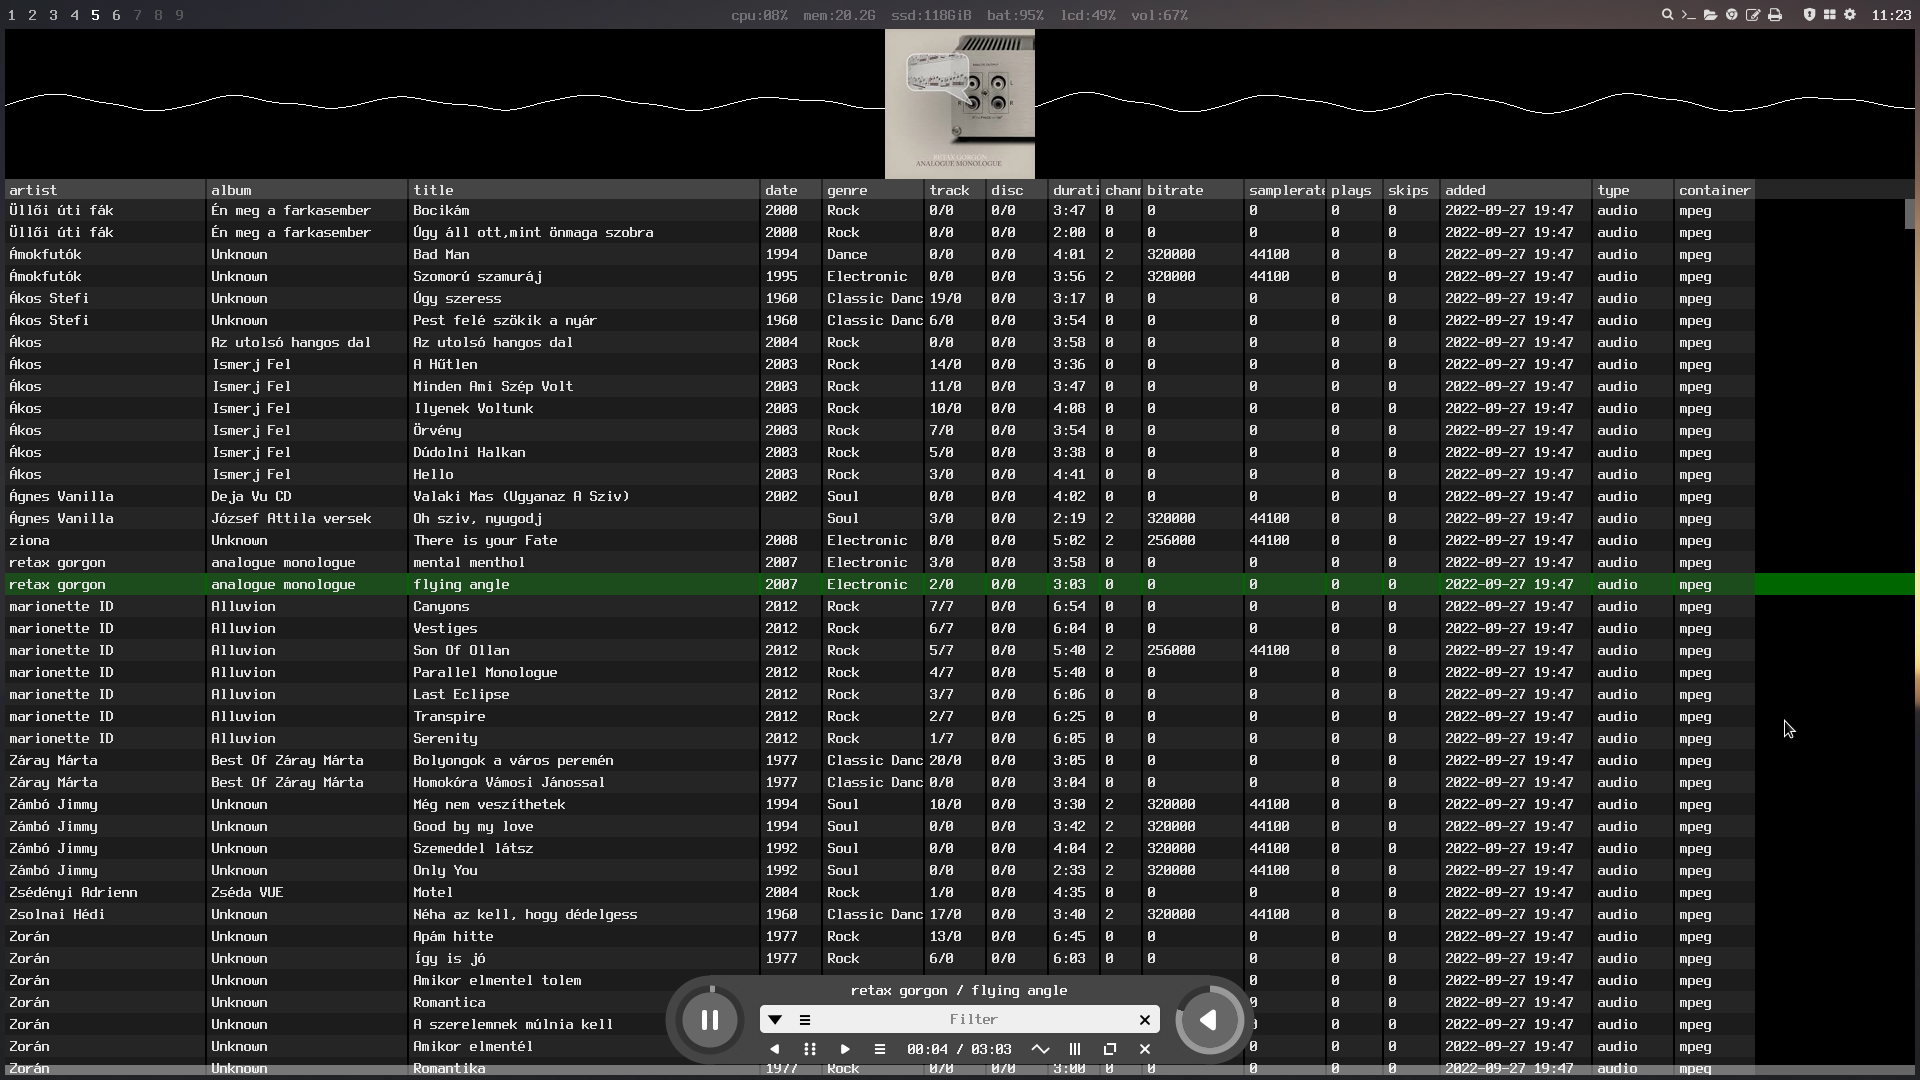 1 2 3 4 5 6 7 8 9 cpu:08% mem:20.2G ssd:118GiB bat:95% lcd:49% vol:67% 11:23
ANALOGUE MONOLOGUE
artist album title date genre track disc durati chann bitrate samplerate plays skips added type container
Üllői úti fák Én meg a farkasember Bocikám 2000 Rock 0/0 0/0 3:47 0 0 0 0 0 2022-09-27 19:47 audio mpeg
Üllői úti fák Én meg a farkasember Úgy áll ott,mint önmaga szobra 2000 Rock 0/0 0/0 2:00 0 0 0 0 0 2022-09-27 19:47 audio mpeg
Ámokfutók Unknown Bad Man 1994 Dance 0/0 0/0 4:01 2 320000 44100 0 0 2022-09-27 19:47 audio mpeg
Ámokfutók Unknown Szomorú szamuráj 1995 Electronic 0/0 0/0 3:56 2 320000 44100 0 0 2022-09-27 19:47 audio mpeg
Ákos Stefi Unknown Úgy szeress 1960 Classic Danc 19/0 0/0 3:17 0 0 0 0 0 2022-09-27 19:47 audio mpeg
Ákos Stefi Unknown Pest felé szökik a nyár 1960 Classic Danc 6/0 0/0 3:54 0 0 0 0 0 2022-09-27 19:47 audio mpeg
Ákos Az utolsó hangos dal Az utolsó hangos dal 2004 Rock 0/0 0/0 3:58 0 0 0 0 0 2022-09-27 19:47 audio mpeg
Ákos Ismerj Fel A Hűtlen 2003 Rock 14/0 0/0 3:36 0 0 0 0 0 2022-09-27 19:47 audio mpeg
Ákos Ismerj Fel Minden Ami Szép Volt 2003 Rock 11/0 0/0 3:47 0 0 0 0 0 2022-09-27 19:47 audio mpeg
Ákos Ismerj Fel Ilyenek Voltunk 2003 Rock 10/0 0/0 4:08 0 0 0 0 0 2022-09-27 19:47 audio mpeg
Ákos Ismerj Fel Örvény 2003 Rock 7/0 0/0 3:54 0 0 0 0 0 2022-09-27 19:47 audio mpeg
Ákos Ismerj Fel Dúdolni Halkan 2003 Rock 5/0 0/0 3:38 0 0 0 0 0 2022-09-27 19:47 audio mpeg
Ákos Ismerj Fel Hello 2003 Rock 3/0 0/0 4:41 0 0 0 0 0 2022-09-27 19:47 audio mpeg
Ágnes Vanilla Deja Vu CD Valaki Mas (Ugyanaz A Sziv) 2002 Soul 0/0 0/0 4:02 0 0 0 0 0 2022-09-27 19:47 audio mpeg
Ágnes Vanilla József Attila versek Oh sziv, nyugodj Soul 3/0 0/0 2:19 2 320000 44100 0 0 2022-09-27 19:47 audio mpeg
ziona Unknown There is your Fate 2008 Electronic 0/0 0/0 5:02 2 256000 44100 0 0 2022-09-27 19:47 audio mpeg
retax gorgon analogue monologue mental menthol 2007 Electronic 3/0 0/0 3:58 0 0 0 0 0 2022-09-27 19:47 audio mpeg
retax gorgon analogue monologue flying angle 2007 Electronic 2/0 0/0 3:03 0 0 0 0 0 2022-09-27 19:47 audio mpeg
marionette ID Alluvion Canyons 2012 Rock 7/7 0/0 6:54 0 0 0 0 0 2022-09-27 19:47 audio mpeg
marionette ID Alluvion Vestiges 2012 Rock 6/7 0/0 6:04 0 0 0 0 0 2022-09-27 19:47 audio mpeg
marionette ID Alluvion Son Of Ollan 2012 Rock 5/7 0/0 5:40 2 256000 44100 0 0 2022-09-27 19:47 audio mpeg
marionette ID Alluvion Parallel Monologue 2012 Rock 4/7 0/0 5:40 0 0 0 0 0 2022-09-27 19:47 audio mpeg
marionette ID Alluvion Last Eclipse 2012 Rock 3/7 0/0 6:06 0 0 0 0 0 2022-09-27 19:47 audio mpeg
marionette ID Alluvion Transpire 2012 Rock 2/7 0/0 6:25 0 0 0 0 0 2022-09-27 19:47 audio mpeg
marionette ID Alluvion Serenity 2012 Rock 1/7 0/0 6:05 0 0 0 0 0 2022-09-27 19:47 audio mpeg
Záray Márta Best Of Záray Márta Bolyongok a város peremén 1977 Classic Danc 20/0 0/0 3:05 0 0 0 0 0 2022-09-27 19:47 audio mpeg
Záray Márta Best Of Záray Márta Homokóra Vámosi Jánossal 1977 Classic Danc 0/0 0/0 3:04 0 0 0 0 0 2022-09-27 19:47 audio mpeg
Zámbó Jimmy Unknown Még nem veszíthetek 1994 Soul 10/0 0/0 3:30 2 320000 44100 0 0 2022-09-27 19:47 audio mpeg
Zámbó Jimmy Unknown Good by my love 1994 Soul 0/0 0/0 3:42 2 320000 44100 0 0 2022-09-27 19:47 audio mpeg
Zámbó Jimmy Unknown Szemeddel látsz 1992 Soul 0/0 0/0 4:04 2 320000 44100 0 0 2022-09-27 19:47 audio mpeg
Zámbó Jimmy Unknown Only You 1992 Soul 0/0 0/0 2:33 2 320000 44100 0 0 2022-09-27 19:47 audio mpeg
Zsédényi Adrienn Zséda VUE Motel 2004 Rock 1/0 0/0 4:35 0 0 0 0 0 2022-09-27 19:47 audio mpeg
Zsolnai Hédi Unknown Néha az kell, hogy dédelgess 1960 Classic Danc 17/0 0/0 3:40 2 320000 44100 0 0 2022-09-27 19:47 audio mpeg
Zorán Unknown Apám hitte 1977 Rock 13/0 0/0 6:45 0 0 0 0 0 2022-09-27 19:47 audio mpeg
Zorán Unknown Így is jó 1977 Rock 6/0 0/0 6:03 0 0 0 0 0 2022-09-27 19:47 audio mpeg
Zorán Unknown Amikor elmentel tolem 0 0 0 2022-09-27 19:47 audio mpeg
retax gorgon / flying angle
Zorán Unknown Romantica 0 0 0 2022-09-27 19:47 audio mpeg
Filter
Zorán Unknown A szerelemnek múlnia kell 0 0 2022-09-27 19:47 audio mpeg
Zorán Unknown Amikor elmentél 0 0 0 2022-09-27 19:47 audio mpeg
00:04 / 03:03
Zorán Unknown Romantika 1977 Rock 0/0 0/0 3:00 0 0 0 0 0 2022-09-27 19:47 audio mpeg